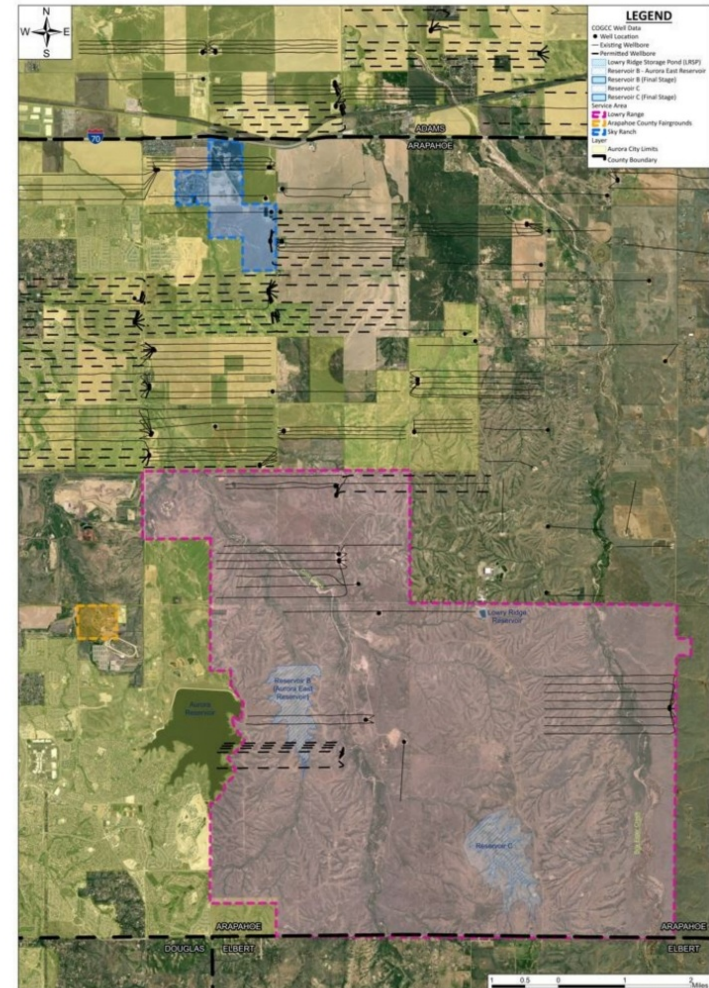 N
W E
S
LEGEND
COGCC Well Data
Well Location
Existing Wellbore
Permitted Wellbore
Lowry Ridge Storage Pond (LRSP)
Reservoir B - Aurora East Reservoir
Reservoir B (Final Stage)
Reservoir C
Reservoir C (Final Stage)
Service Area
Lowry Range
Arapahoe County Fairgrounds
Sky Ranch
Layer
Aurora City Limits
County Boundary
70
ADAMS
ARAPAHOE
Lowry Ridge
Reservoir
Reservoir B
(Aurora East
Reservoir)
Aurora
Reservoir
Reservoir C
ARAPAHOE
ARAPAHOE
DOUGLAS
ELBERT
ELBERT
1 0.5 0 1 2
Miles